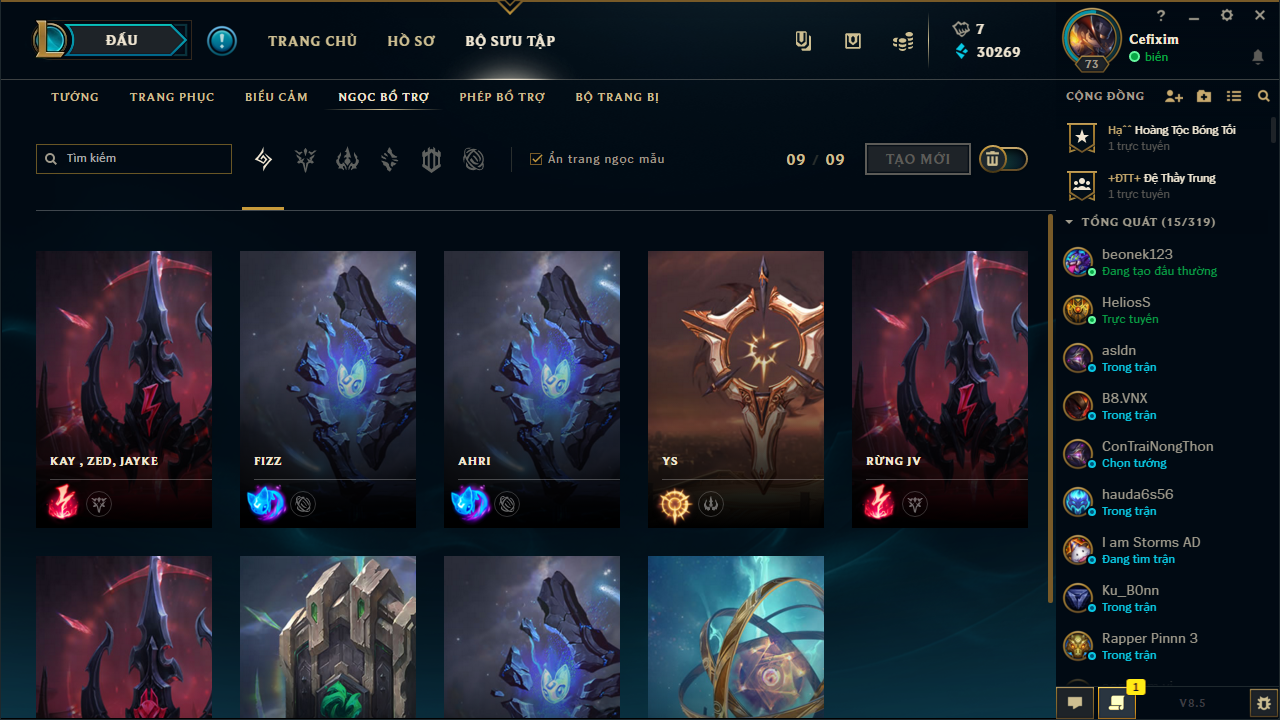 ĐẤU
TRANG CHỦ
HỒ SƠ
BỘ SƯU TẬP
7
30269
73
Cefixim
biến
TƯỚNG
TRANG PHỤC
BIỂU CẢM
NGỌC BỔ TRỢ
PHÉP BỔ TRỢ
BỘ TRANG BỊ
Tìm kiếm
Ẩn trang ngọc mẫu
09 / 09
TẠO MỚI
CỘNG ĐỒNG
Hạˆˆ Hoàng Tộc Bóng Tối
1 trực tuyến
+ĐTT+ Đệ Thầy Trung
1 trực tuyến
TỔNG QUÁT (15/319)
beonek123
Đang tạo đấu thường
HeliosS
Trực tuyến
asldn
Trong trận
B8.VNX
Trong trận
ConTraiNongThon
Chọn tướng
hauda6s56
Trong trận
I am Storms AD
Đang tìm trận
Ku_B0nn
Trong trận
Rapper Pinnn 3
Trong trận
KAY , ZED, JAYKE
FIZZ
AHRI
YS
RỪNG JV
1
V8.5